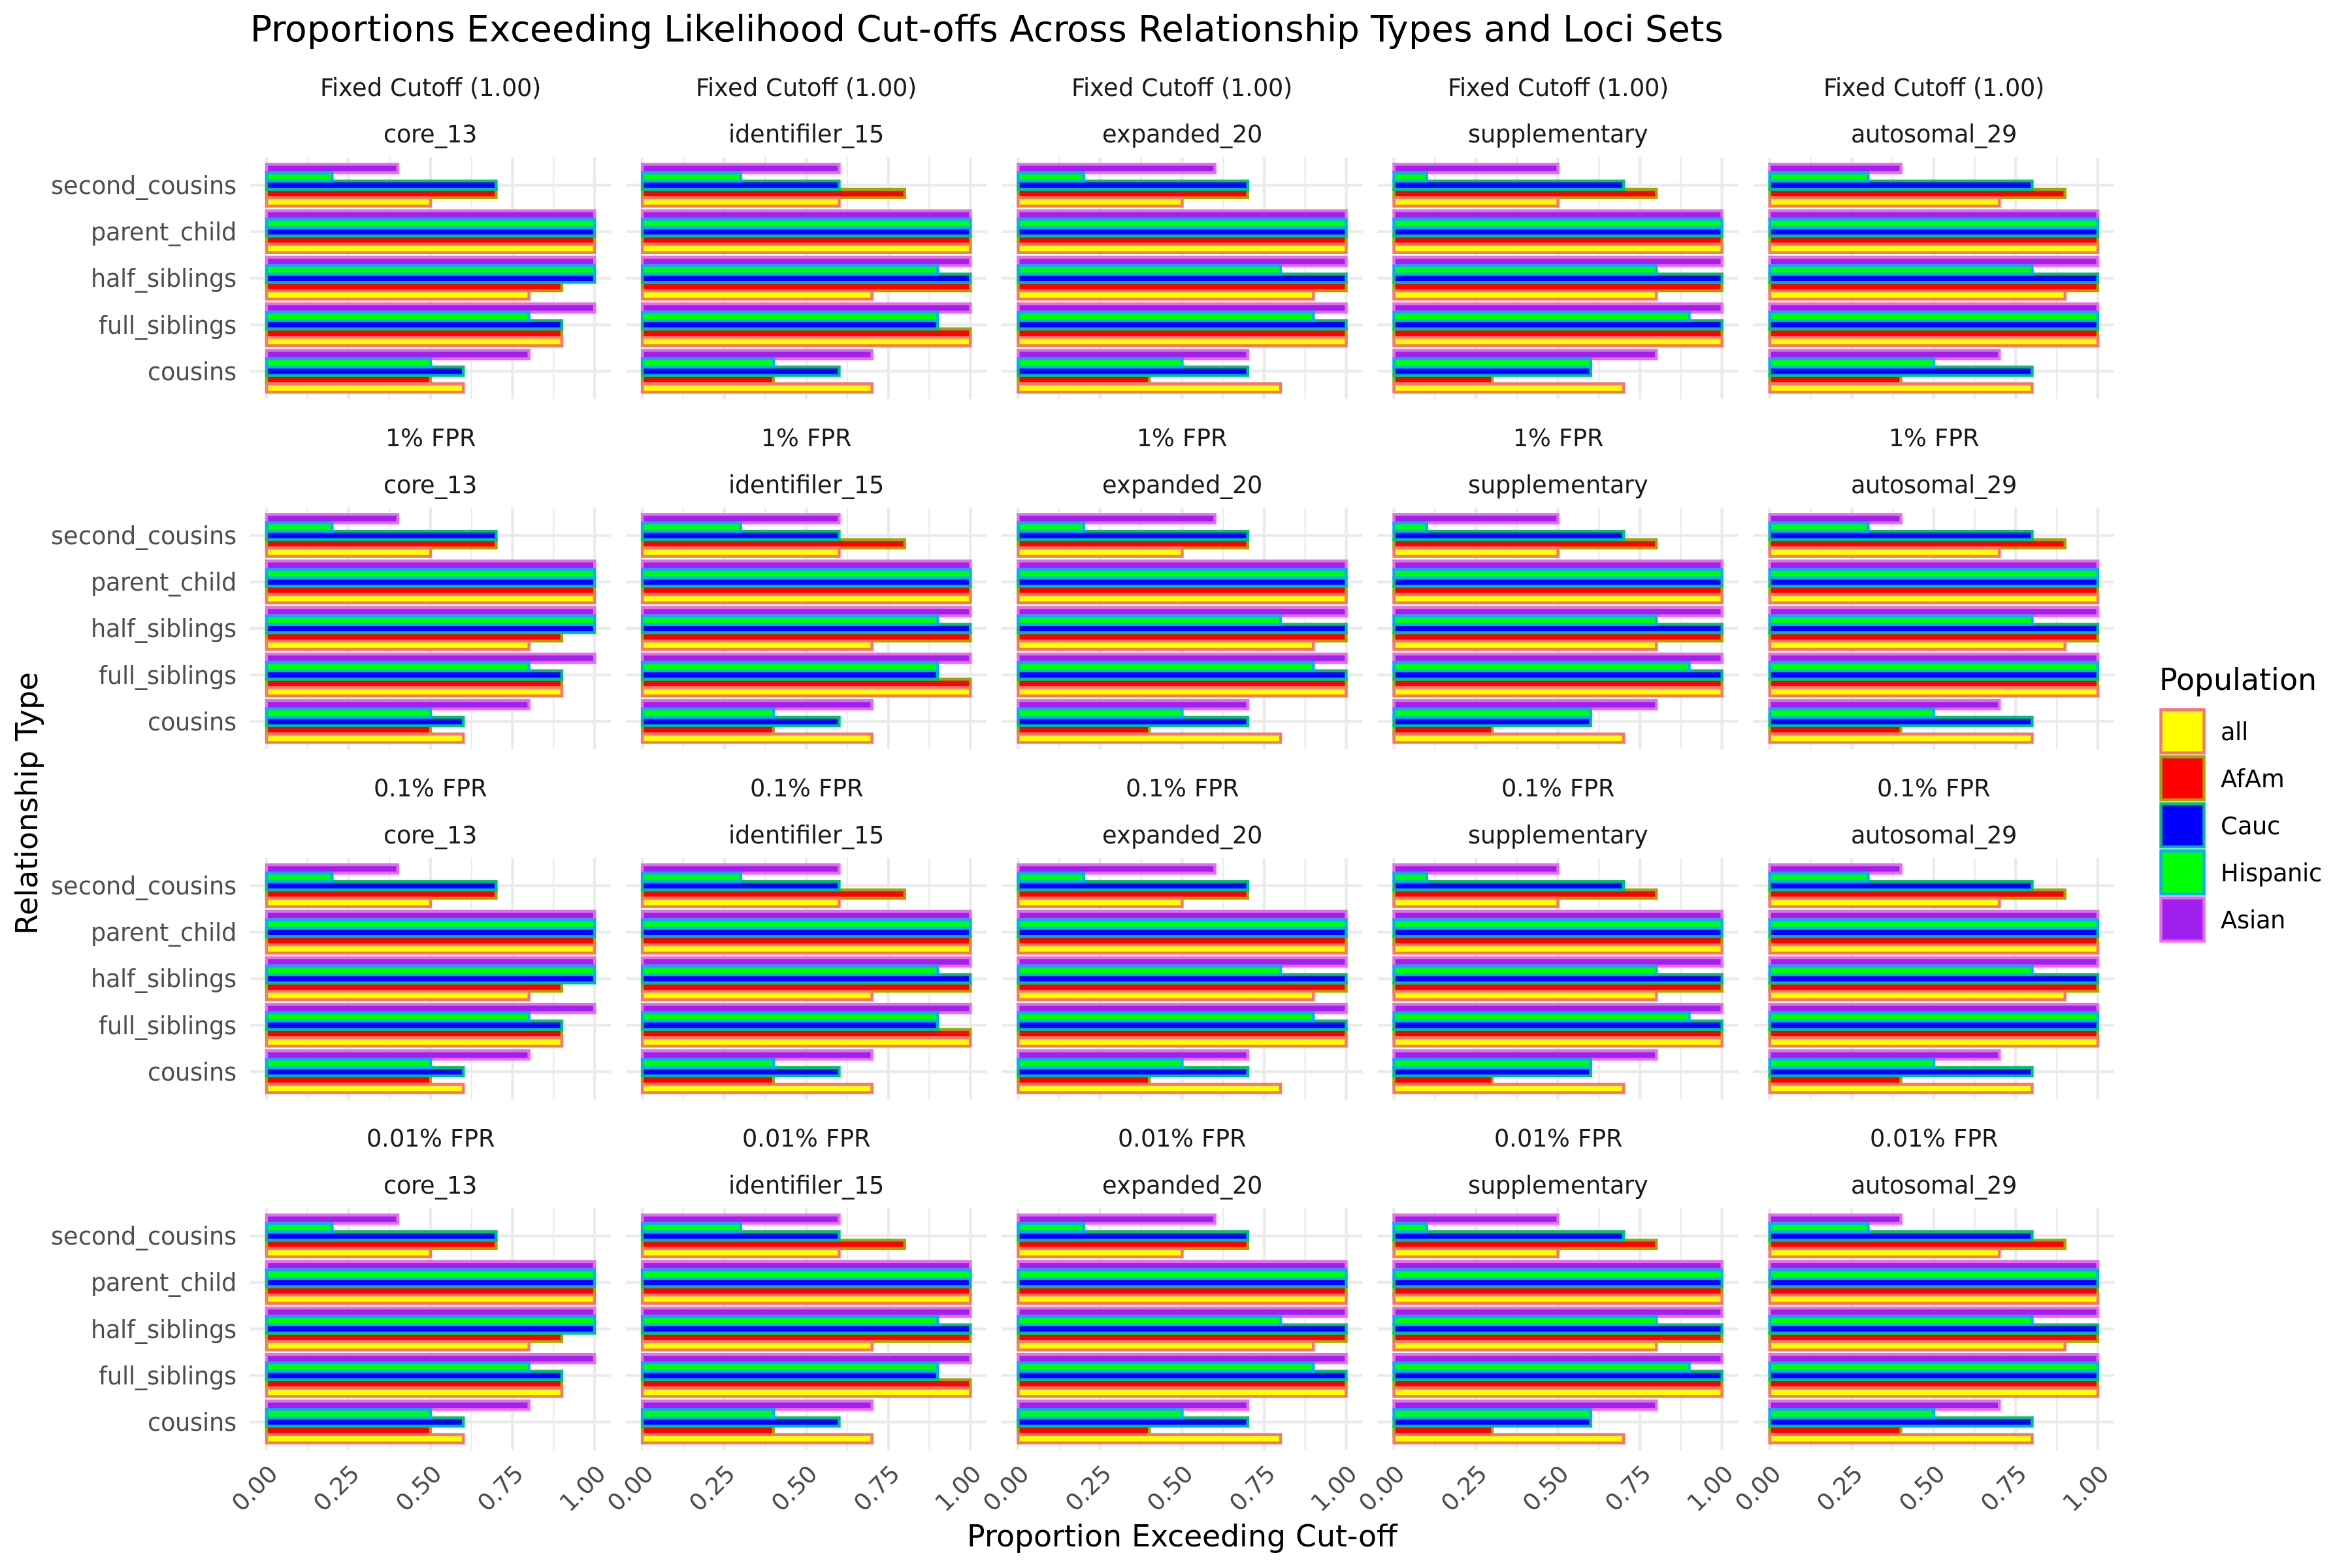 Proportions Exceeding Likelihood Cut-offs Across Relationship Types and Loci Sets
Fixed Cutoff (1.00) Fixed Cutoff (1.00) Fixed Cutoff (1.00) Fixed Cutoff (1.00) Fixed Cutoff (1.00)
core_13 identifiler_15 expanded_20 supplementary autosomal_29
second_cousins
parent_child
half_siblings
full_siblings
cousins
1% FPR 1% FPR 1% FPR 1% FPR 1% FPR
core_13 identifiler_15 expanded_20 supplementary autosomal_29
second_cousins
parent_child
half_siblings
full_siblings
cousins
0.1% FPR 0.1% FPR 0.1% FPR 0.1% FPR 0.1% FPR
core_13 identifiler_15 expanded_20 supplementary autosomal_29
second_cousins
parent_child
half_siblings
full_siblings
cousins
0.01% FPR 0.01% FPR 0.01% FPR 0.01% FPR 0.01% FPR
core_13 identifiler_15 expanded_20 supplementary autosomal_29
second_cousins
parent_child
half_siblings
full_siblings
cousins
0.00 0.25 0.50 0.75 1.00 0.00 0.25 0.50 0.75 1.00 0.00 0.25 0.50 0.75 1.00 0.00 0.25 0.50 0.75 1.00 0.00 0.25 0.50 0.75 1.00
Proportion Exceeding Cut-off
Relationship Type
Population
all
AfAm
Cauc
Hispanic
Asian